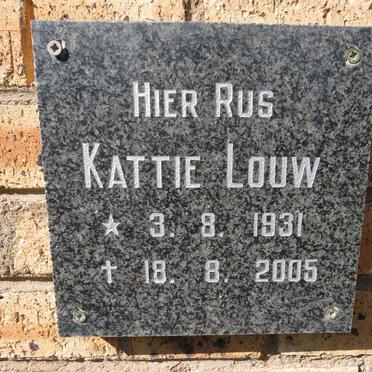 HIER RUS
KATTIE LOUW
★ 3. 8. 1931
✝ 18. 8. 2005